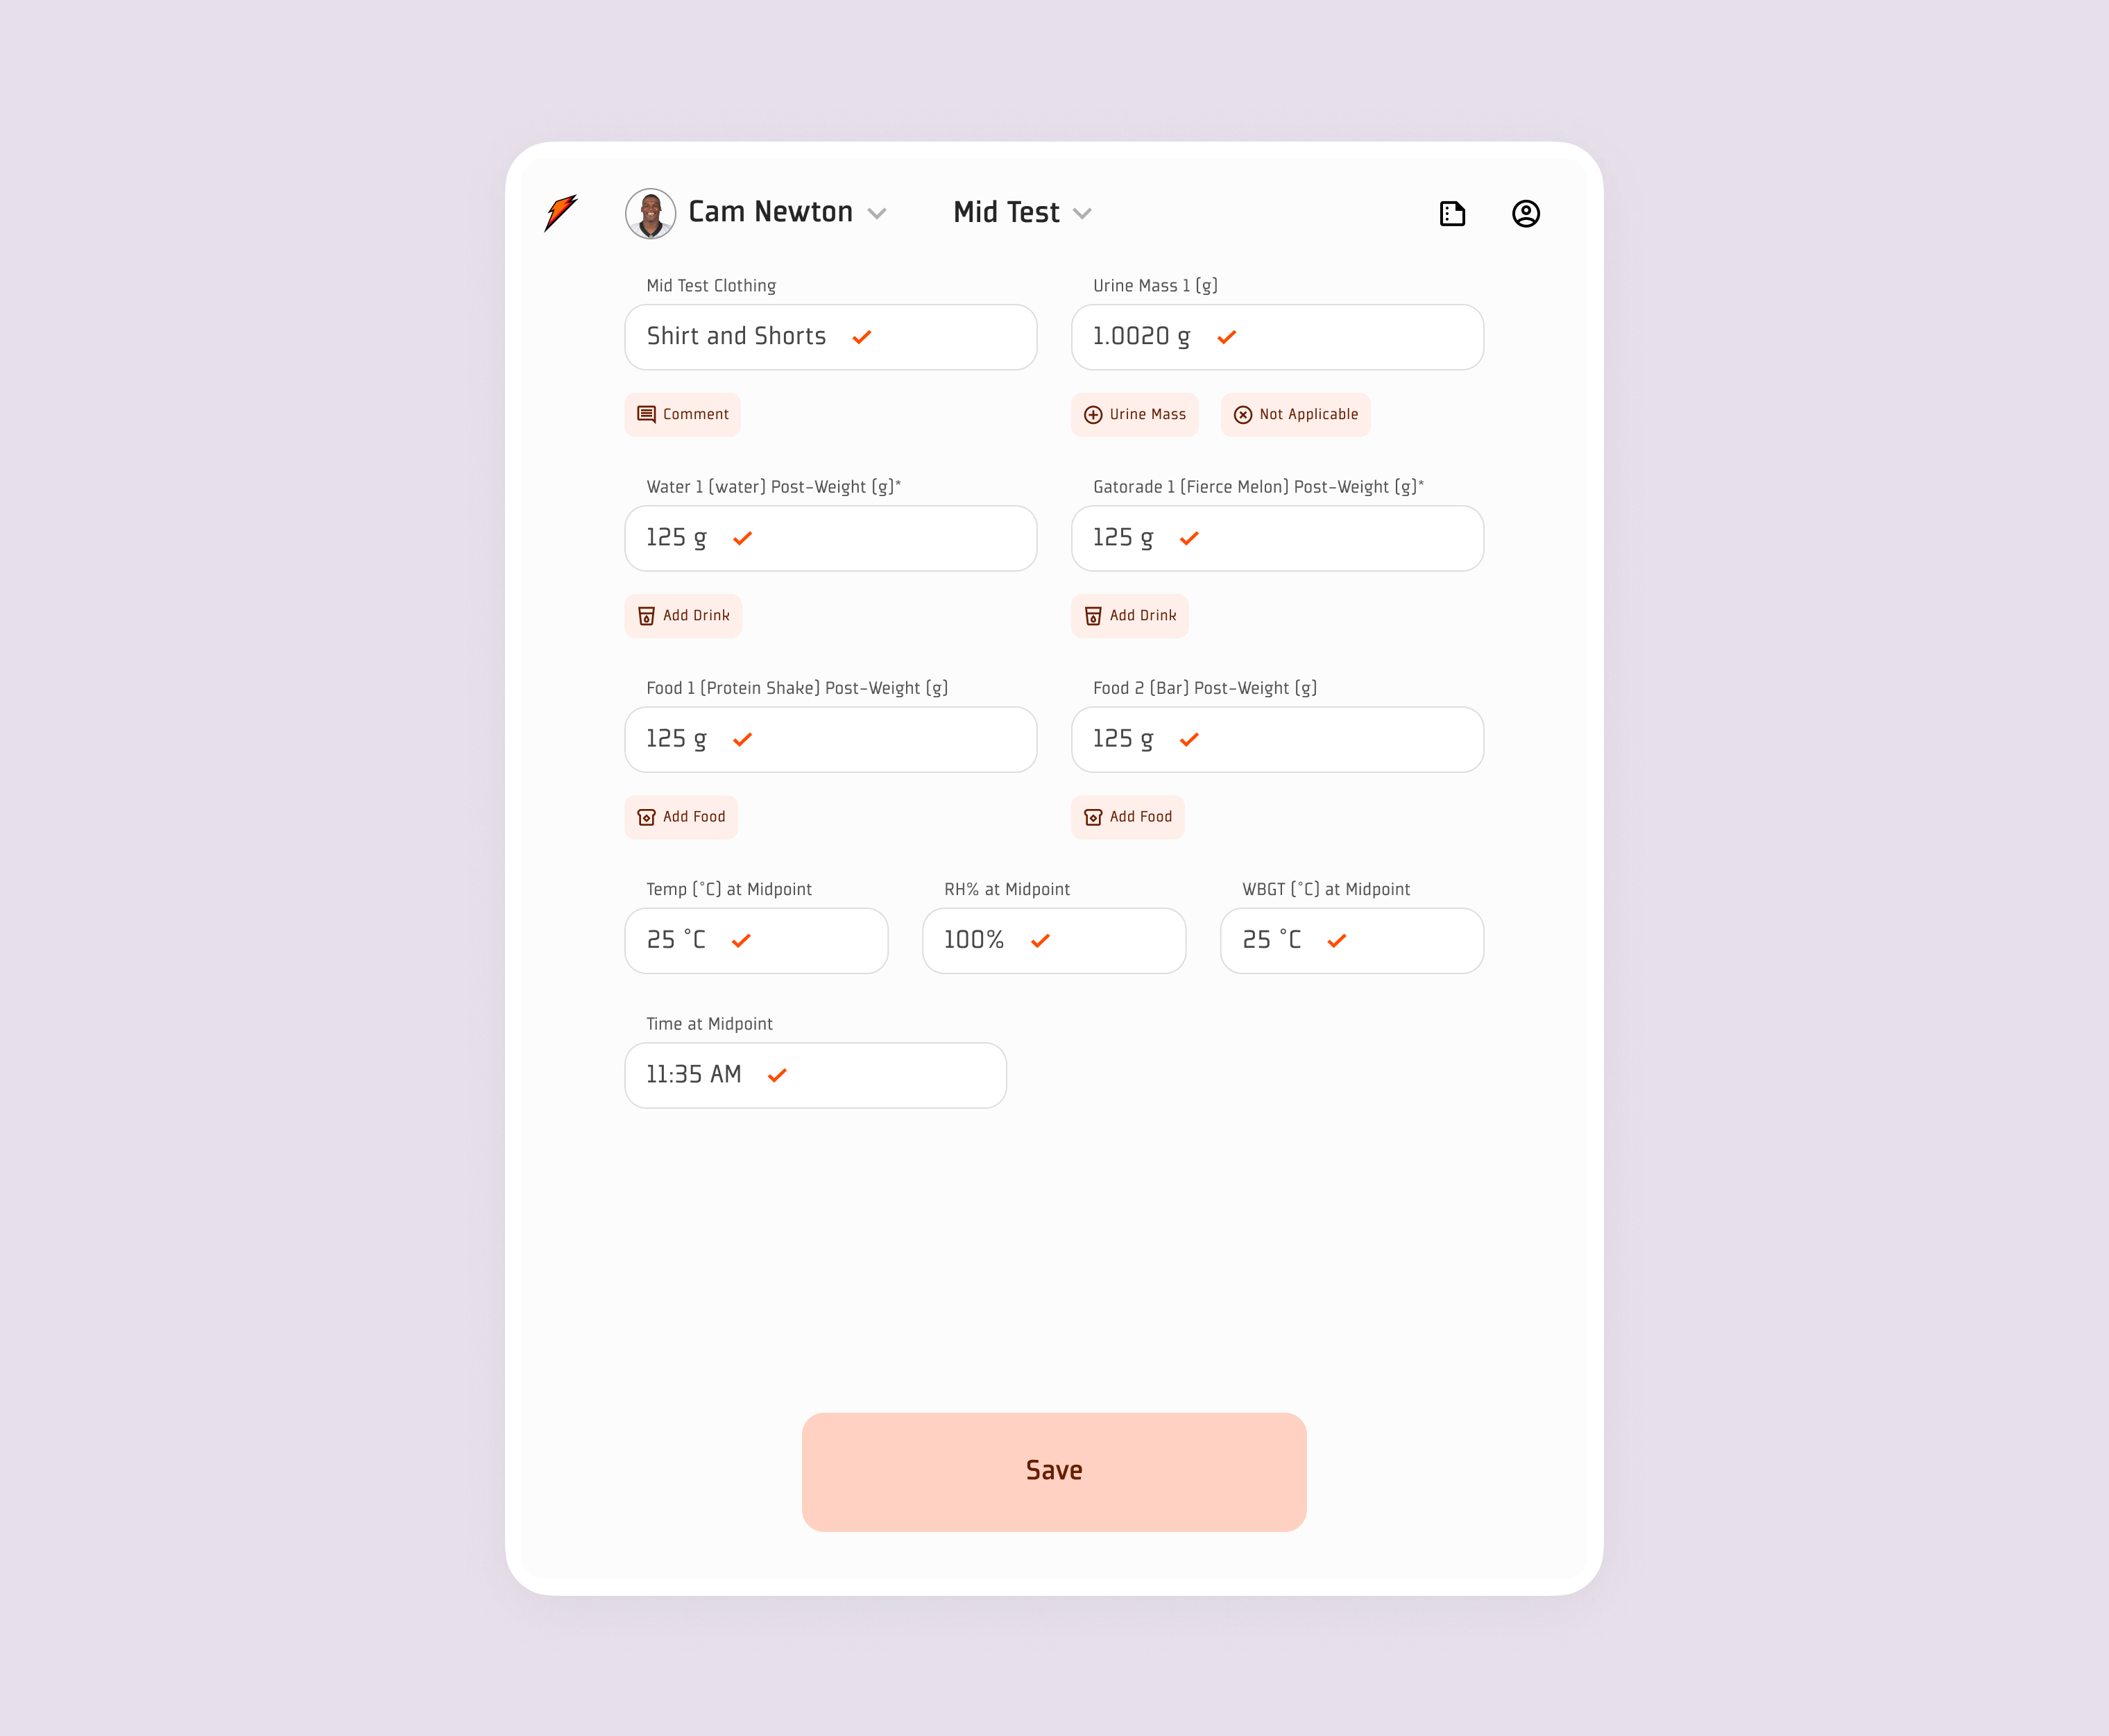 Cam Newton
Mid Test
Mid Test Clothing
Urine Mass 1 (g)
Shirt and Shorts
1.0020 g
Comment
Urine Mass
Not Applicable
Water 1 (water) Post-Weight (g)*
Gatorade 1 (Fierce Melon) Post-Weight (g)*
125 g
125 g
Add Drink
Add Drink
Food 1 (Protein Shake) Post-Weight (g)
Food 2 (Bar) Post-Weight (g)
125 g
125 g
Add Food
Add Food
Temp (°C) at Midpoint
RH% at Midpoint
WBGT (°C) at Midpoint
25 °C
100%
25 °C
Time at Midpoint
11:35 AM
Save